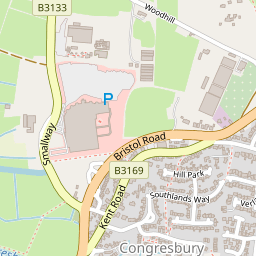 B3133
Woodhill
P
Smallway
Bristol Road
B3169
Hill Park
Kent Road
Southlands Way
Congresbury